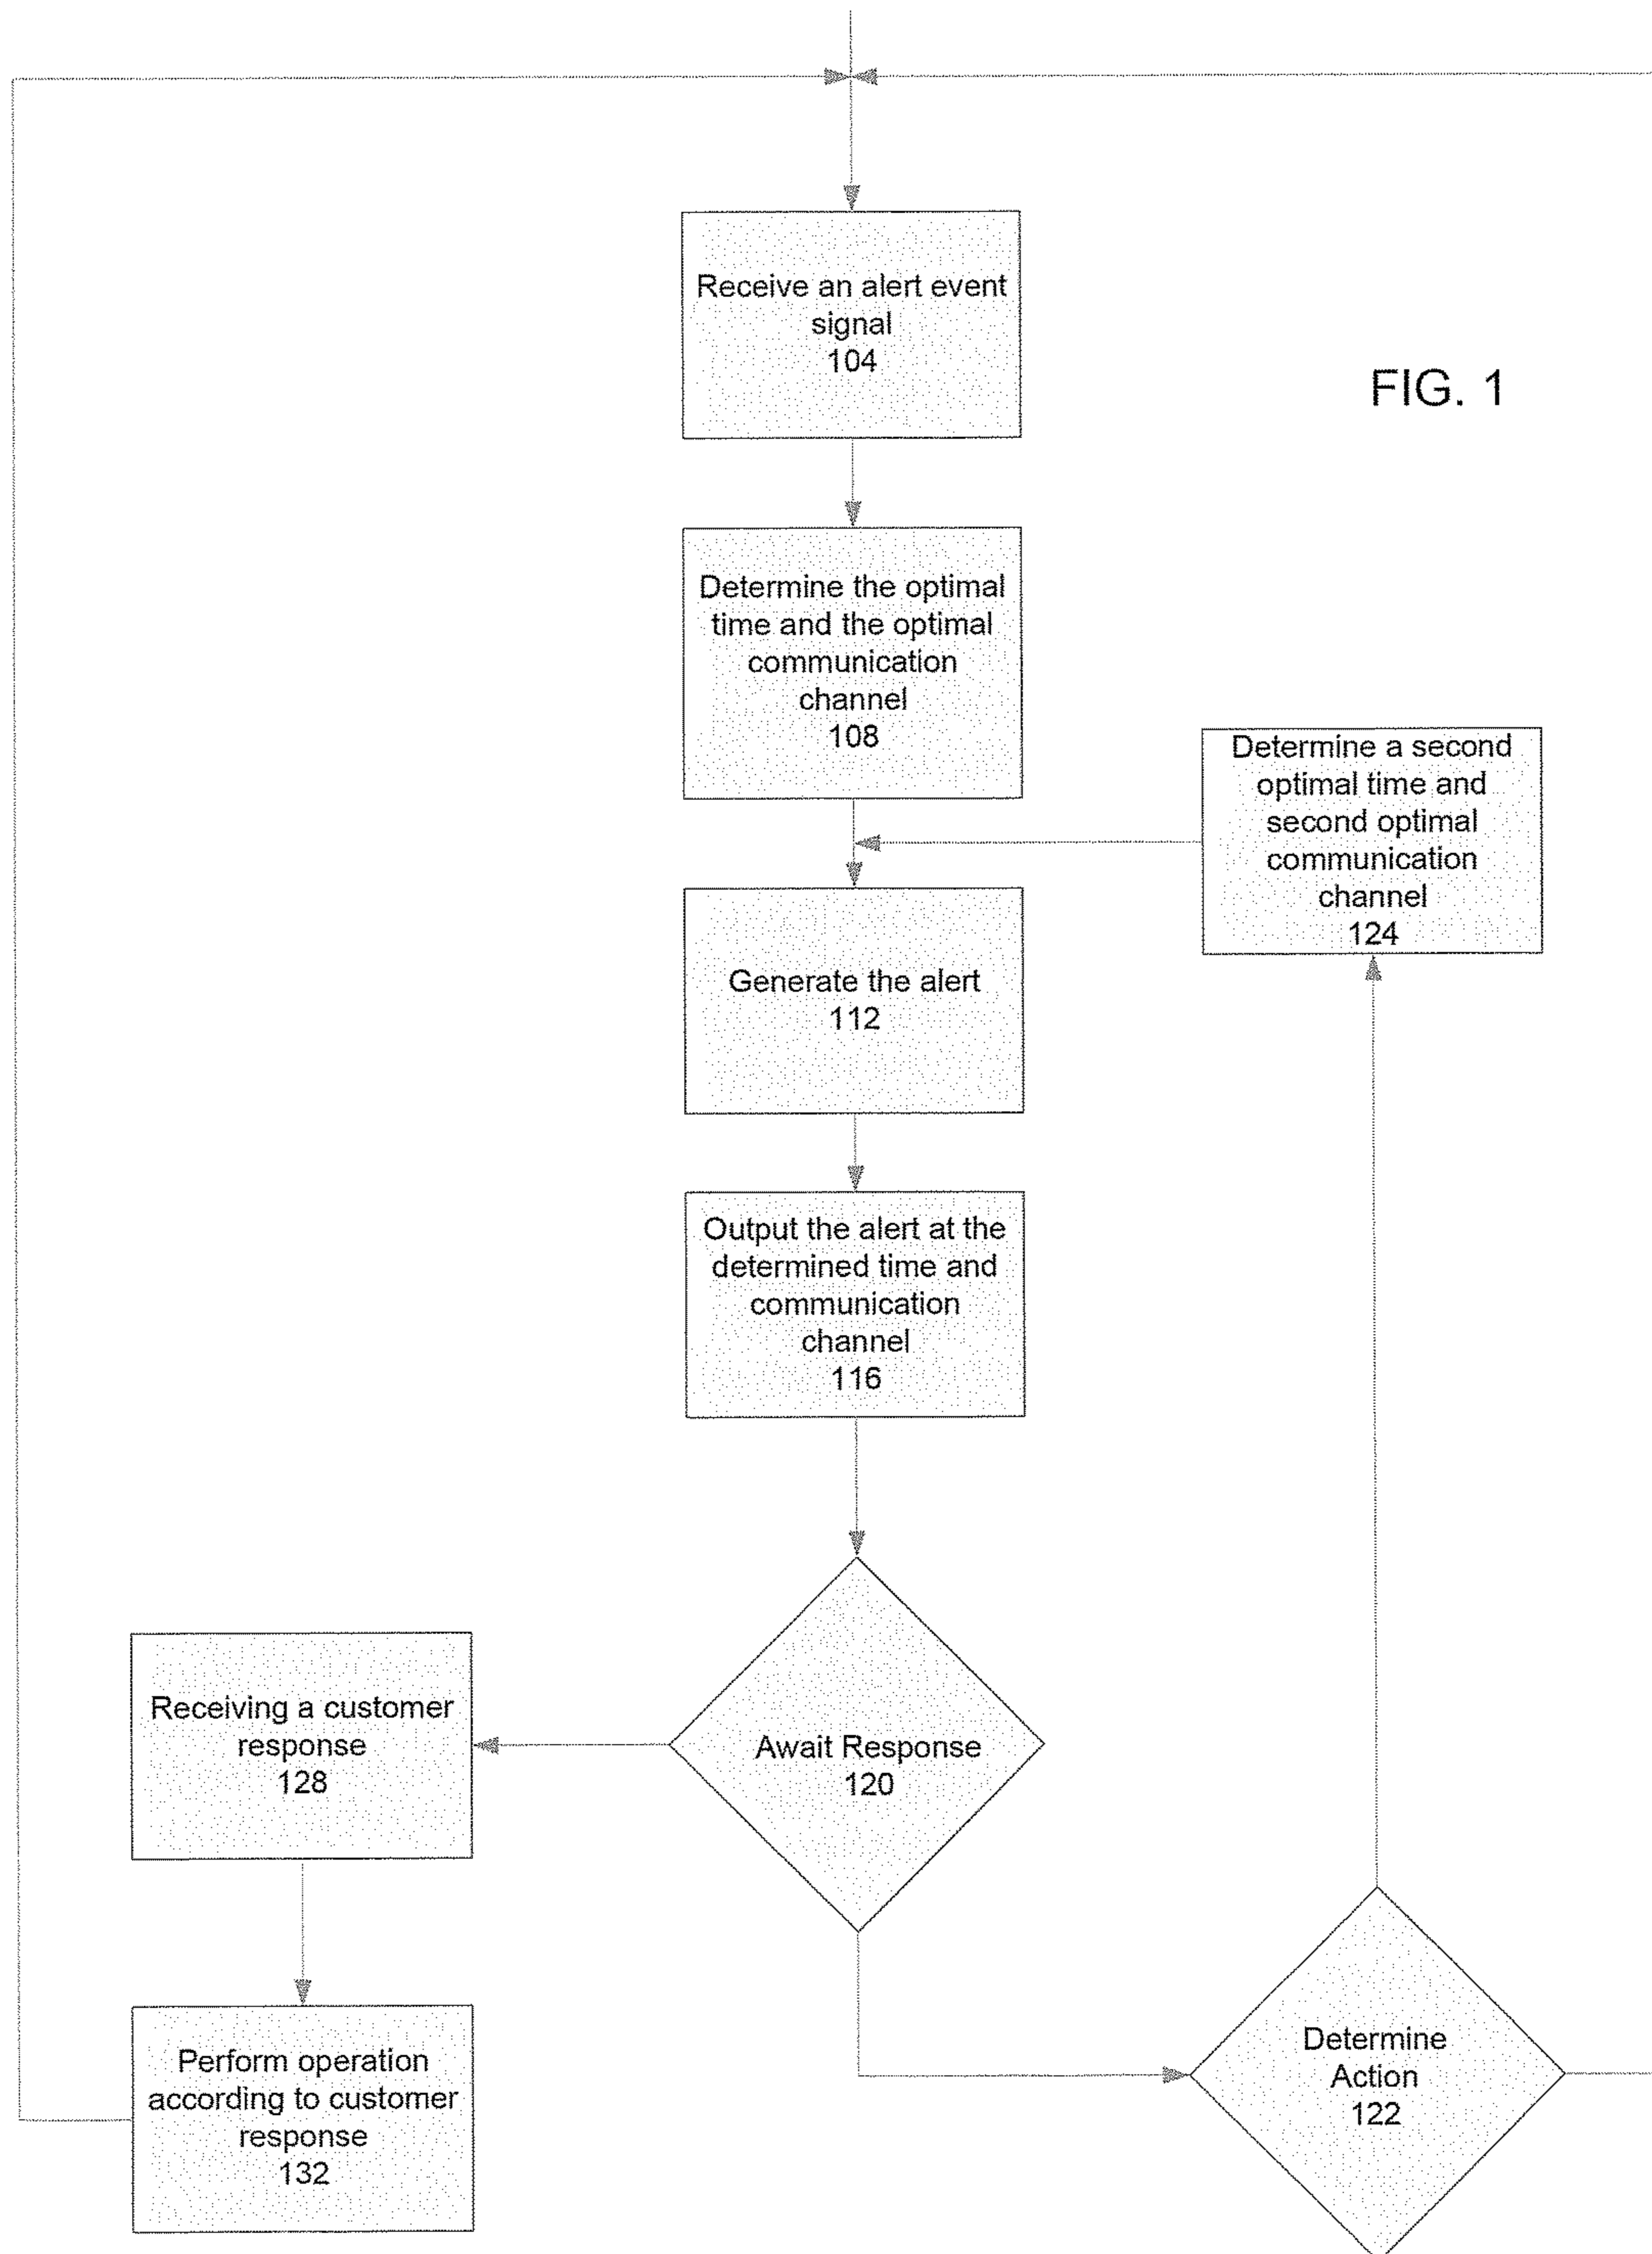 Receive an alert event
signal
104
FIG. 1
Determine the optimal
time and the optimal
communication
channel
108
Determine a second
optimal time and
second optimal
communication
channel
124
Generate the alert
112
Output the alert at the
determined time and
communication
channel
116
Receiving a customer
response
128
Await Response
120
Perform operation
according to customer
response
132
Determine
Action
122